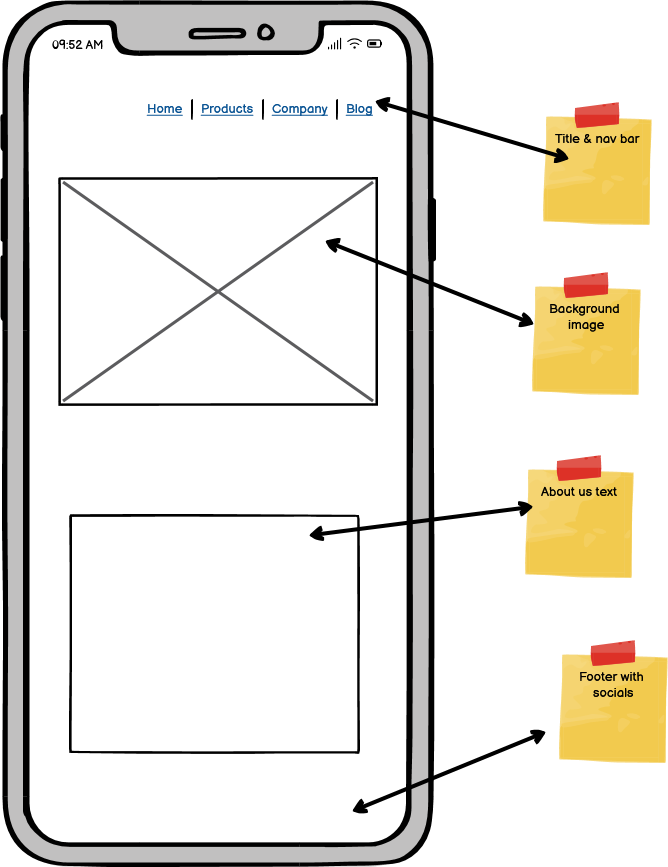 09:52 AM
Home | Products | Company | Blog
Title & nav bar
Background
image
About us text
Footer with
socials